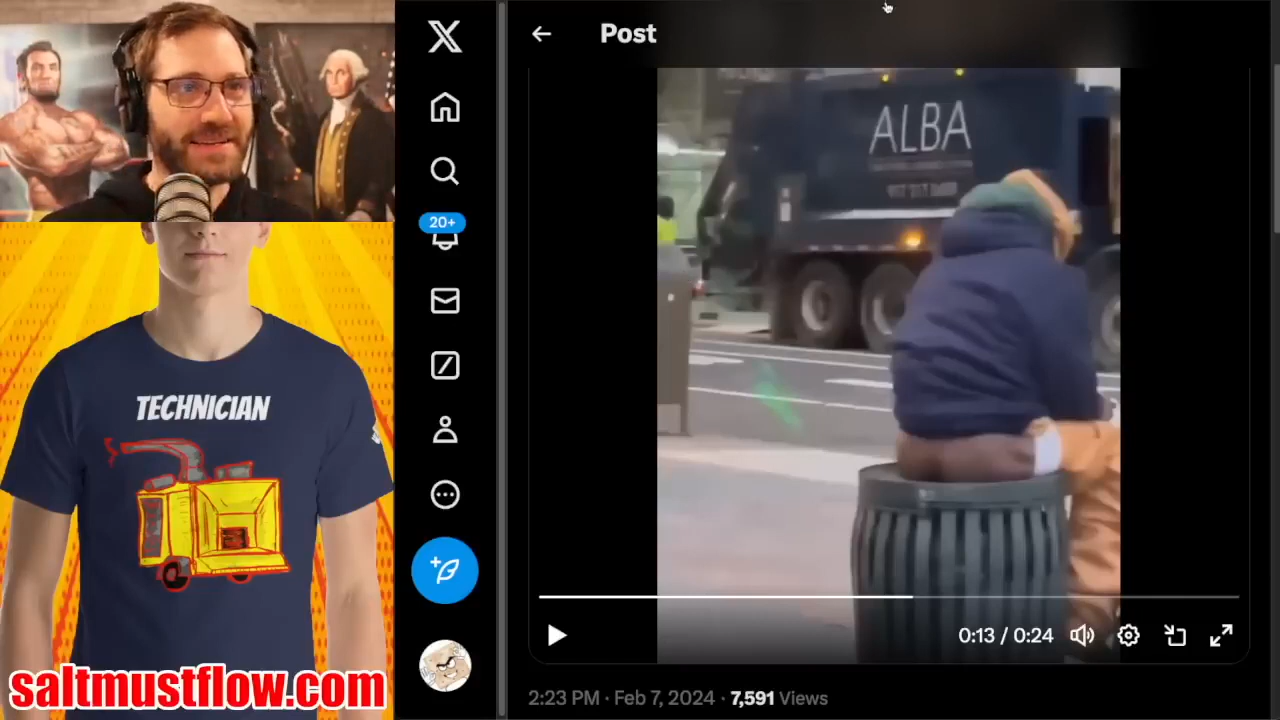 Post
20+
ALBA
TECHNICIAN
0:13 / 0:24
saltmustflow.com
2:23 PM · Feb 7, 2024 · 7,591 Views